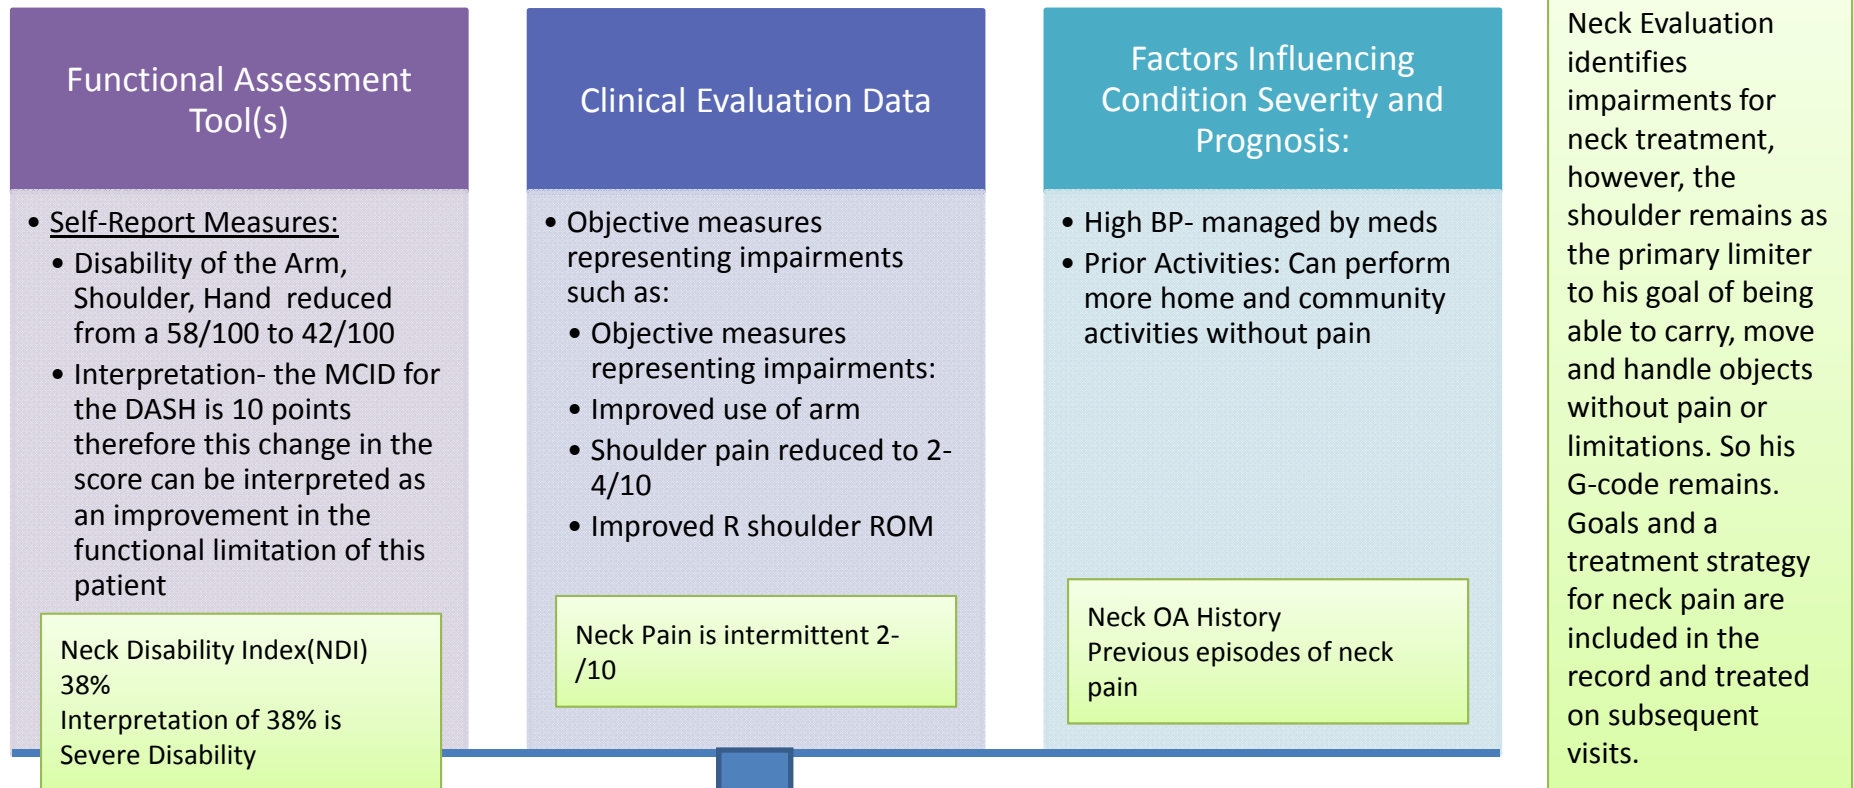 Functional Assessment
Tool(s)
• Self-Report Measures:
• Disability of the Arm,
Shoulder, Hand reduced
from a 58/100 to 42/100
• Interpretation- the MCID for
the DASH is 10 points
therefore this change in the
score can be interpreted as
an improvement in the
functional limitation of this
patient
Neck Disability Index(NDI)
38%
Interpretation of 38% is
Severe Disability
Clinical Evaluation Data
• Objective measures
representing impairments
such as:
• Objective measures
representing impairments:
• Improved use of arm
• Shoulder pain reduced to 2-
4/10
• Improved R shoulder ROM
Neck Pain is intermittent 2-
/10
Factors Influencing
Condition Severity and
Prognosis:
• High BP- managed by meds
• Prior Activities: Can perform
more home and community
activities without pain
Neck OA History
Previous episodes of neck
pain
Neck Evaluation
identifies
impairments for
neck treatment,
however, the
shoulder remains as
the primary limiter
to his goal of being
able to carry, move
and handle objects
without pain or
limitations. So his
G-code remains.
Goals and a
treatment strategy
for neck pain are
included in the
record and treated
on subsequent
visits.